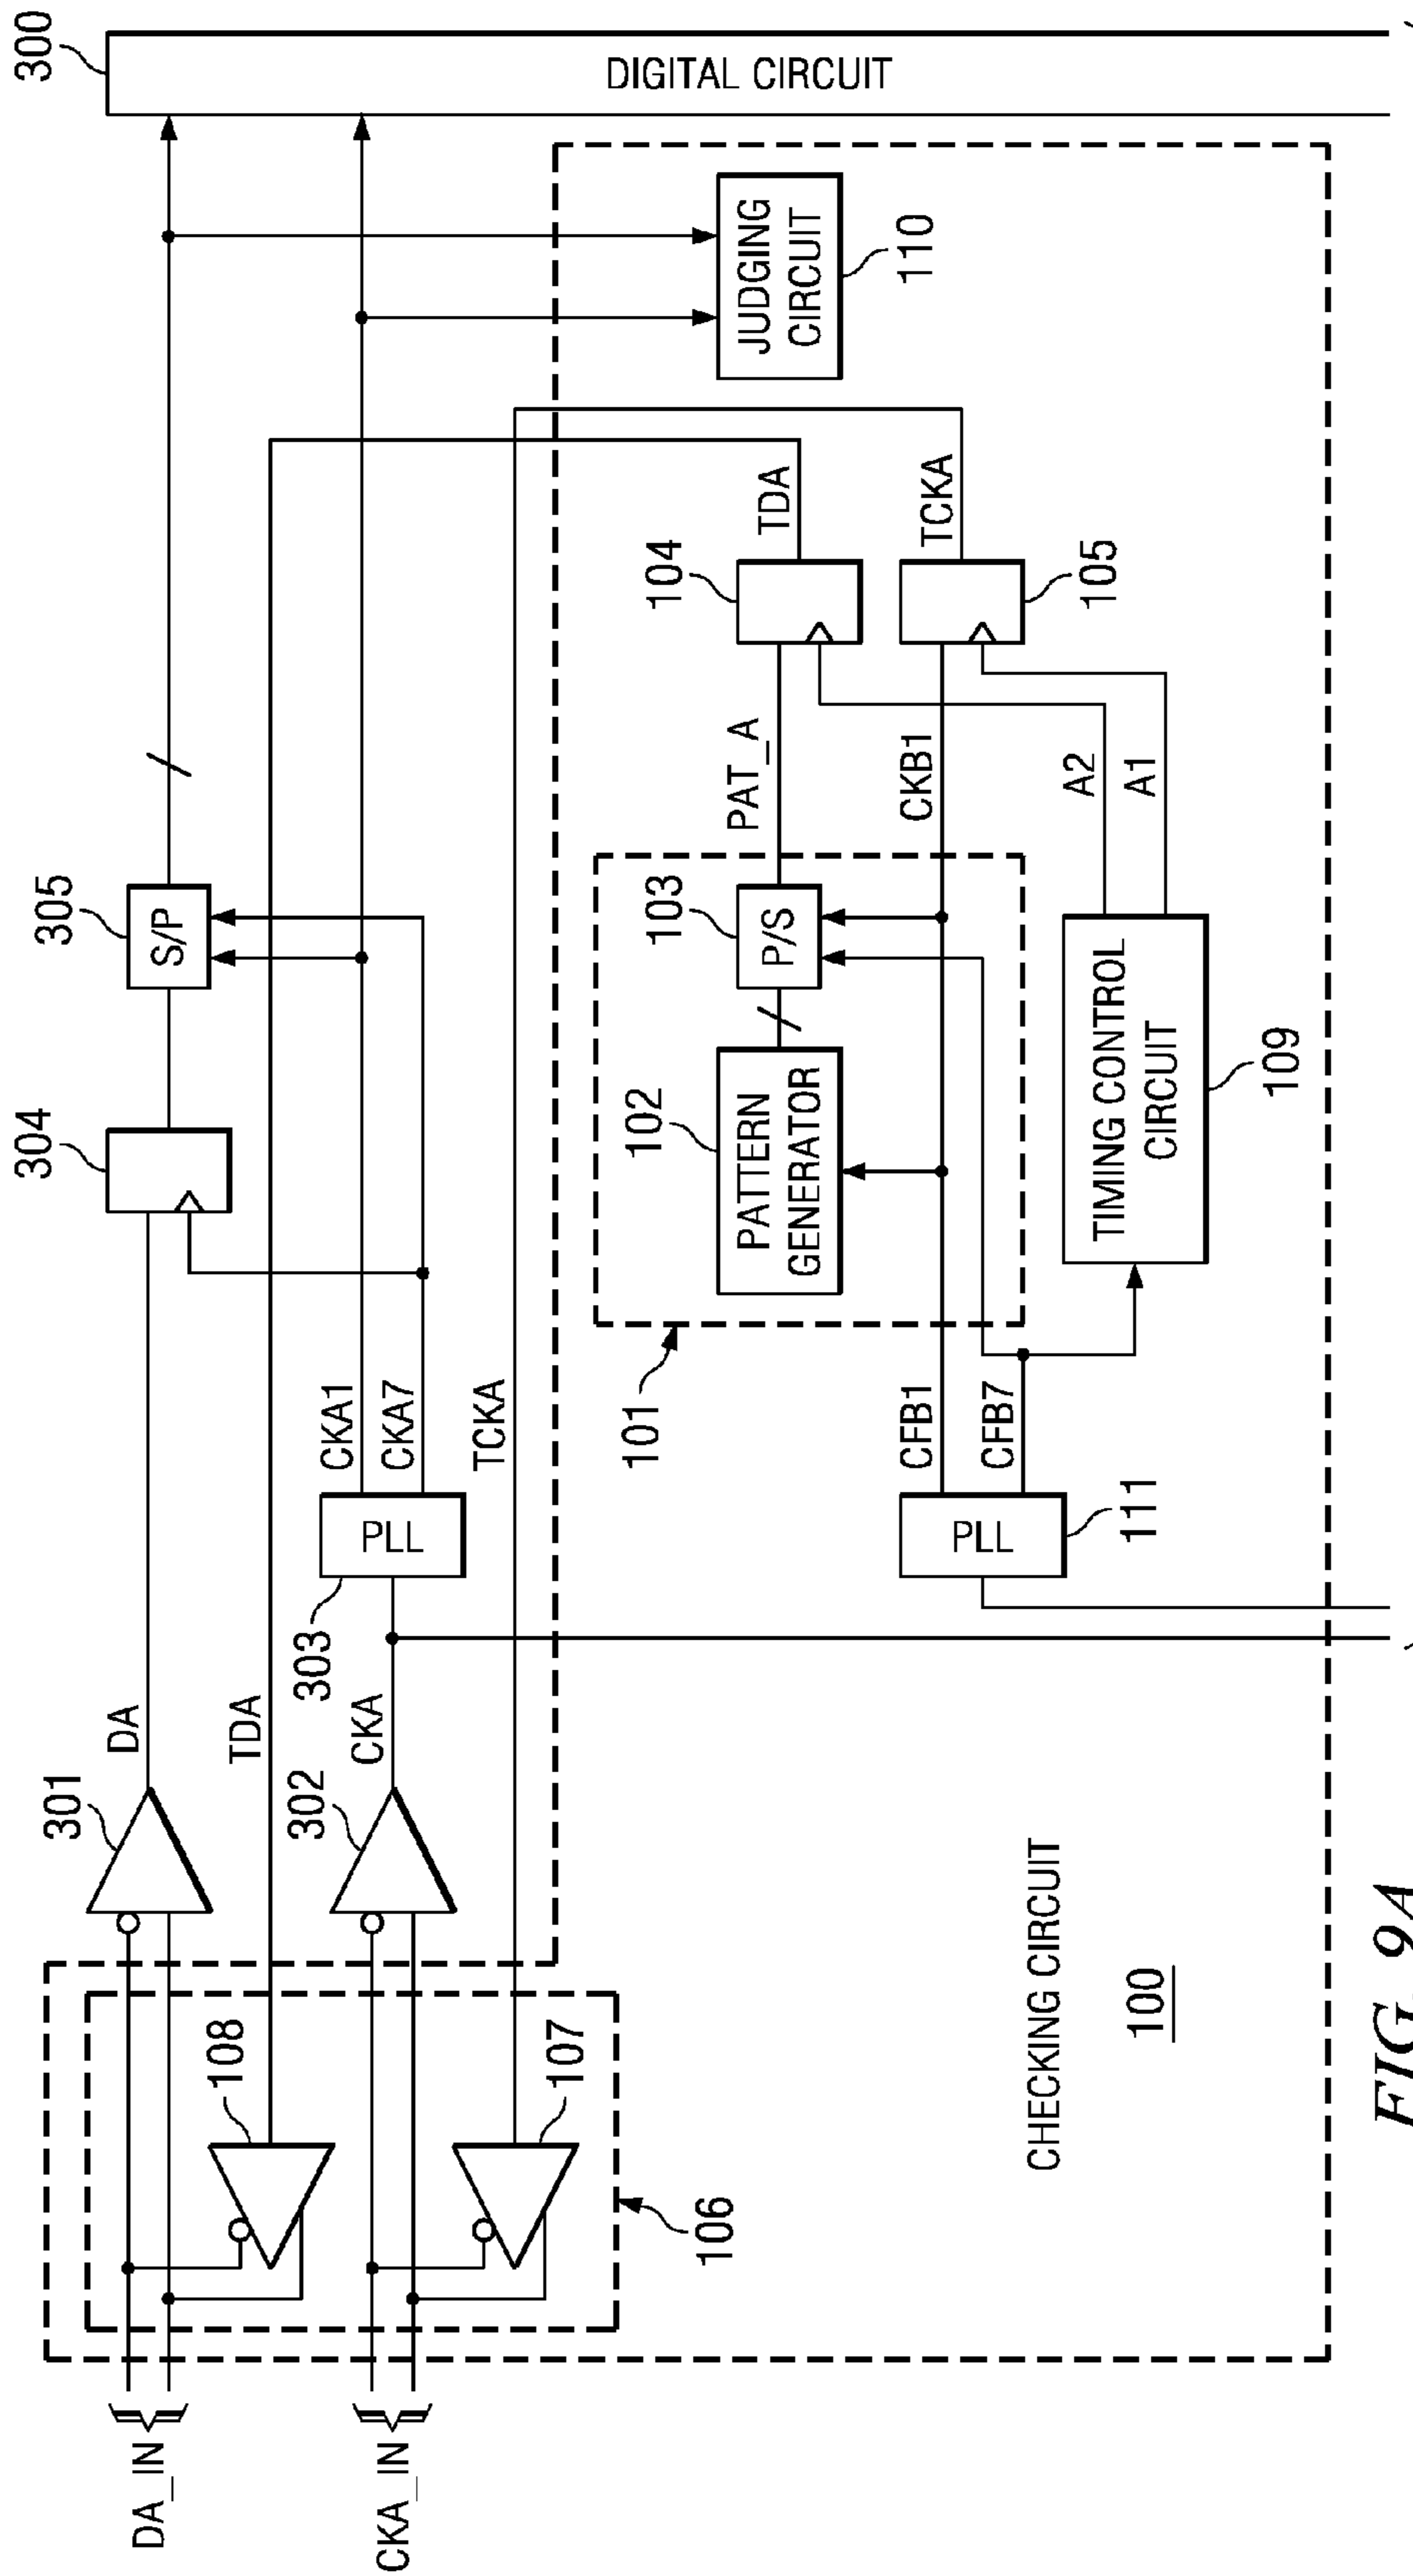 300
DIGITAL CIRCUIT
305
S/P
304
301
DA
TDA
302
CKA
303
PLL
CKA1
CKA7
TCKA
DA_IN
CKA_IN
108
107
106
JUDGING
CIRCUIT
110
TDA
TCKA
104
105
PAT_A
CKB1
A2
A1
103
P/S
102
PATTERN
GENERATOR
101
CFB1
CFB7
TIMING CONTROL
CIRCUIT
109
PLL
111
CHECKING CIRCUIT
100
FIG. 9A